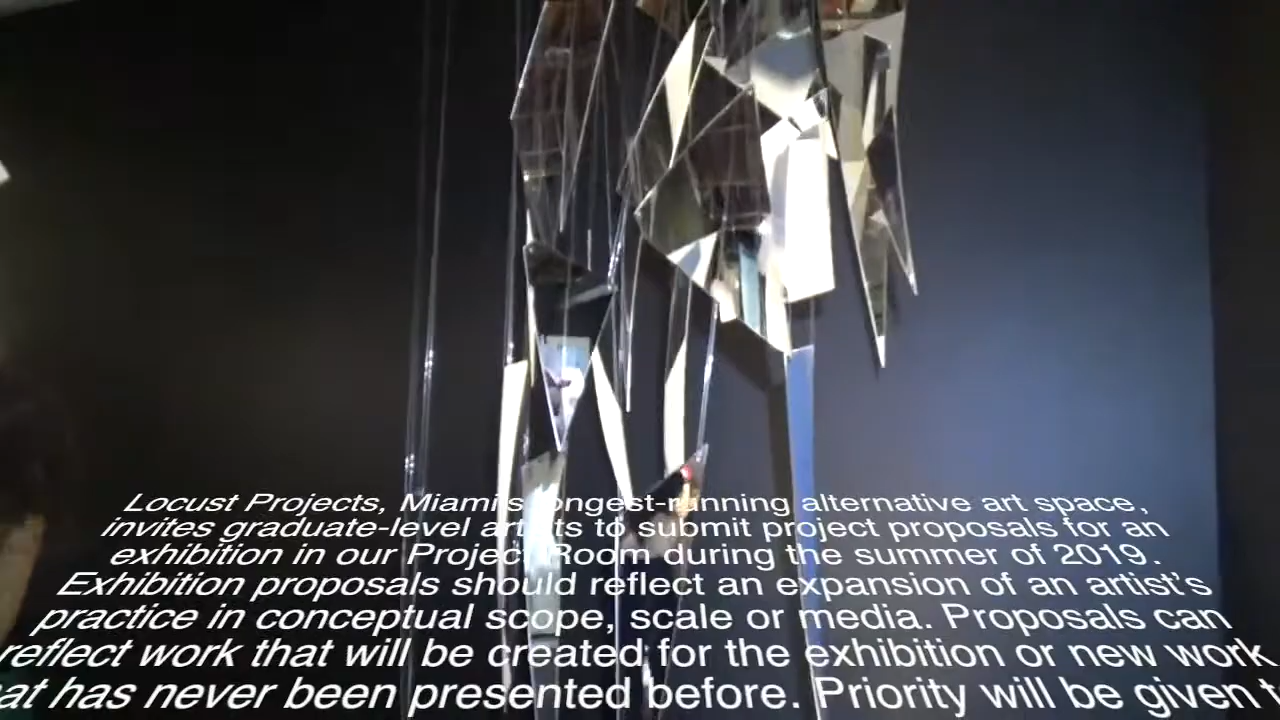 Locust Projects, Miami's longest-running alternative art space,
invites graduate-level artists to submit project proposals for an
exhibition in our Project Room during the summer of 2019.
Exhibition proposals should reflect an expansion of an artist's
practice in conceptual scope, scale or media. Proposals can
reflect work that will be created for the exhibition or new work
at has never been presented before. Priority will be given t